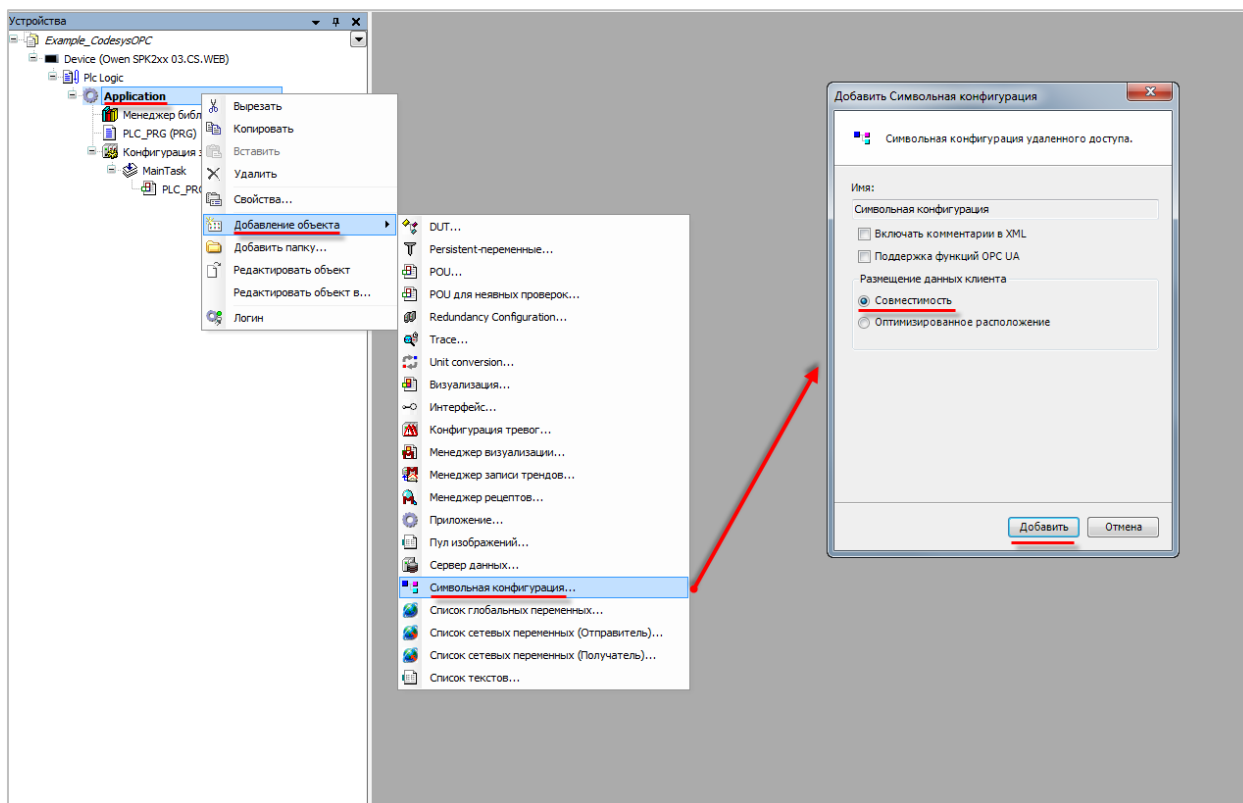 Устройства
Example_CodesysOPC
Device (Owen SPK2xx 03.CS.WEB)
Plc Logic
Application
Менеджер библ
PLC_PRG (PRG)
Конфигурация
MainTask
PLC_PRG
Вырезать
Копировать
Вставить
Удалить
Свойства...
Добавление объекта
Добавить папку...
Редактировать объект
Редактировать объект в...
Логин
DUT...
Persistent-переменные...
POU...
POU для неявных проверок...
Redundancy Configuration...
Trace...
Unit conversion...
Визуализация...
Интерфейс...
Конфигурация тревог...
Менеджер визуализации...
Менеджер записи трендов...
Менеджер рецептов...
Приложение...
Пул изображений...
Сервер данных...
Символьная конфигурация...
Список глобальных переменных...
Список сетевых переменных (Отправитель)...
Список сетевых переменных (Получатель)...
Список текстов...
Добавить Символьная конфигурация
Символьная конфигурация удаленного доступа.
Имя:
Символьная конфигурация
Включать комментарии в XML
Поддержка функций OPC UA
Размещение данных клиента
Совместимость
Оптимизированное расположение
Добавить
Отмена